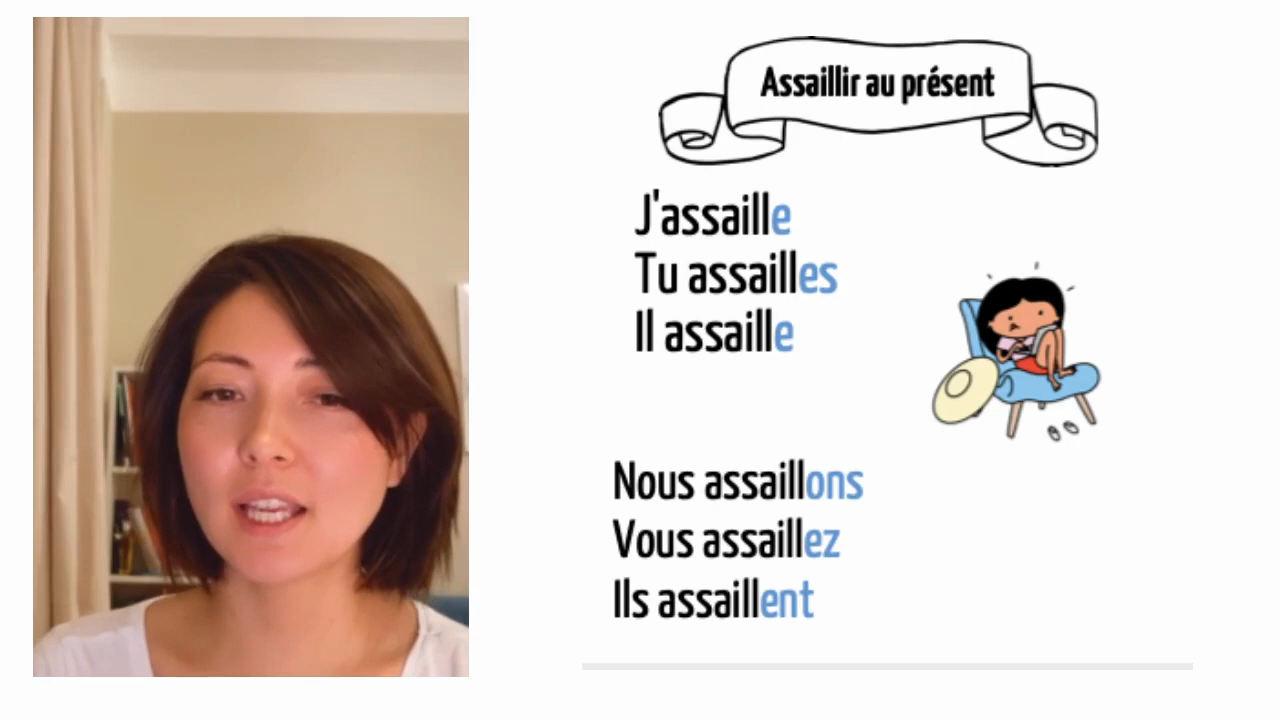 Assaillir au présent
J'assaille
Tu assailles
Il assaille
Nous assaillons
Vous assaillez
Ils assaillent